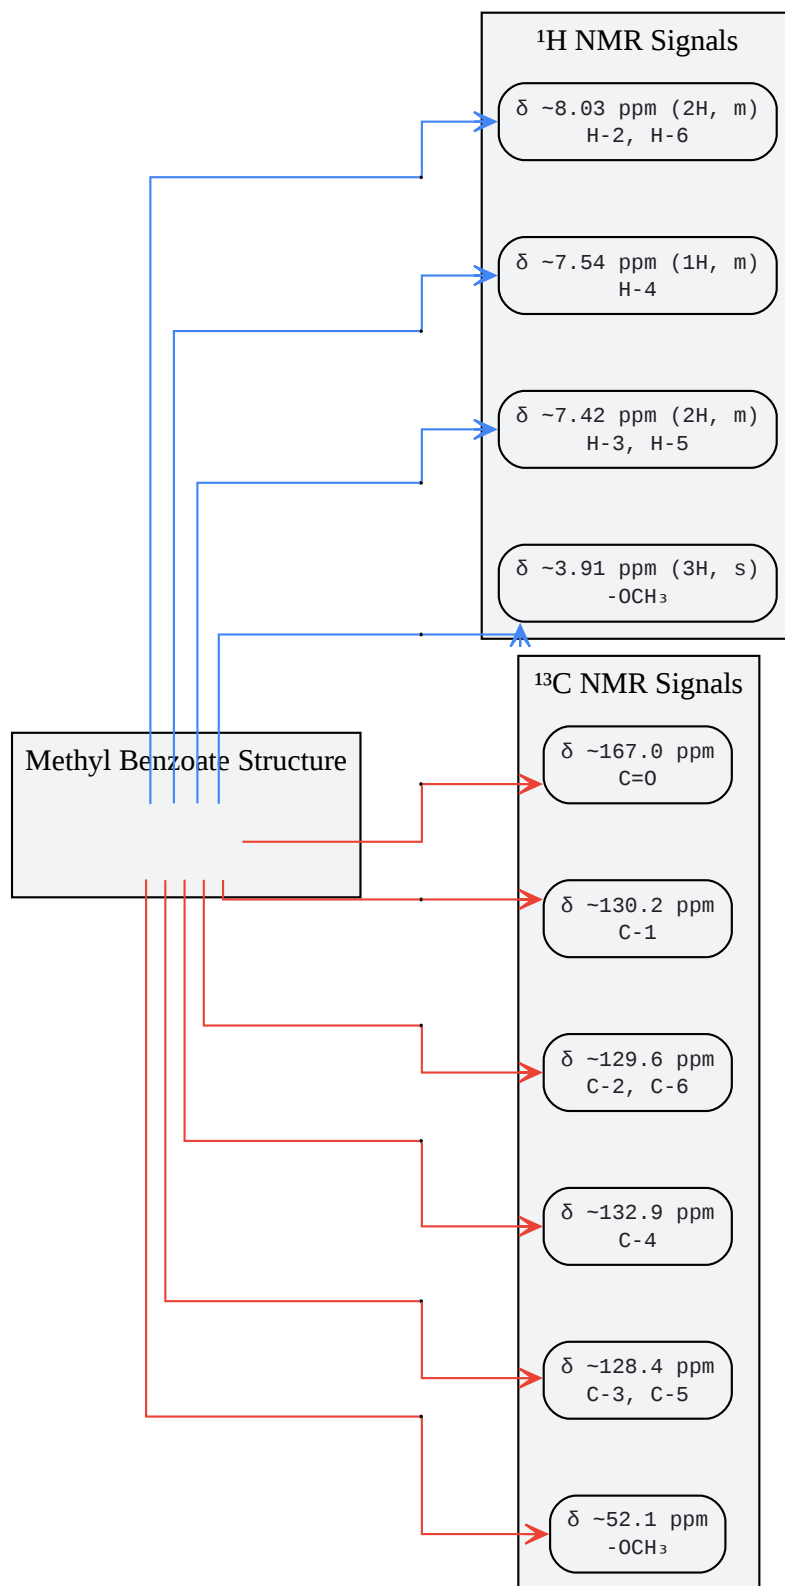 ¹H NMR Signals
δ ~8.03 ppm (2H, m)
H-2, H-6
δ ~7.54 ppm (1H, m)
H-4
δ ~7.42 ppm (2H, m)
H-3, H-5
δ ~3.91 ppm (3H, s)
-OCH₃
¹³C NMR Signals
Methyl Benzoate Structure
δ ~167.0 ppm
C=O
δ ~130.2 ppm
C-1
δ ~129.6 ppm
C-2, C-6
δ ~132.9 ppm
C-4
δ ~128.4 ppm
C-3, C-5
δ ~52.1 ppm
-OCH₃